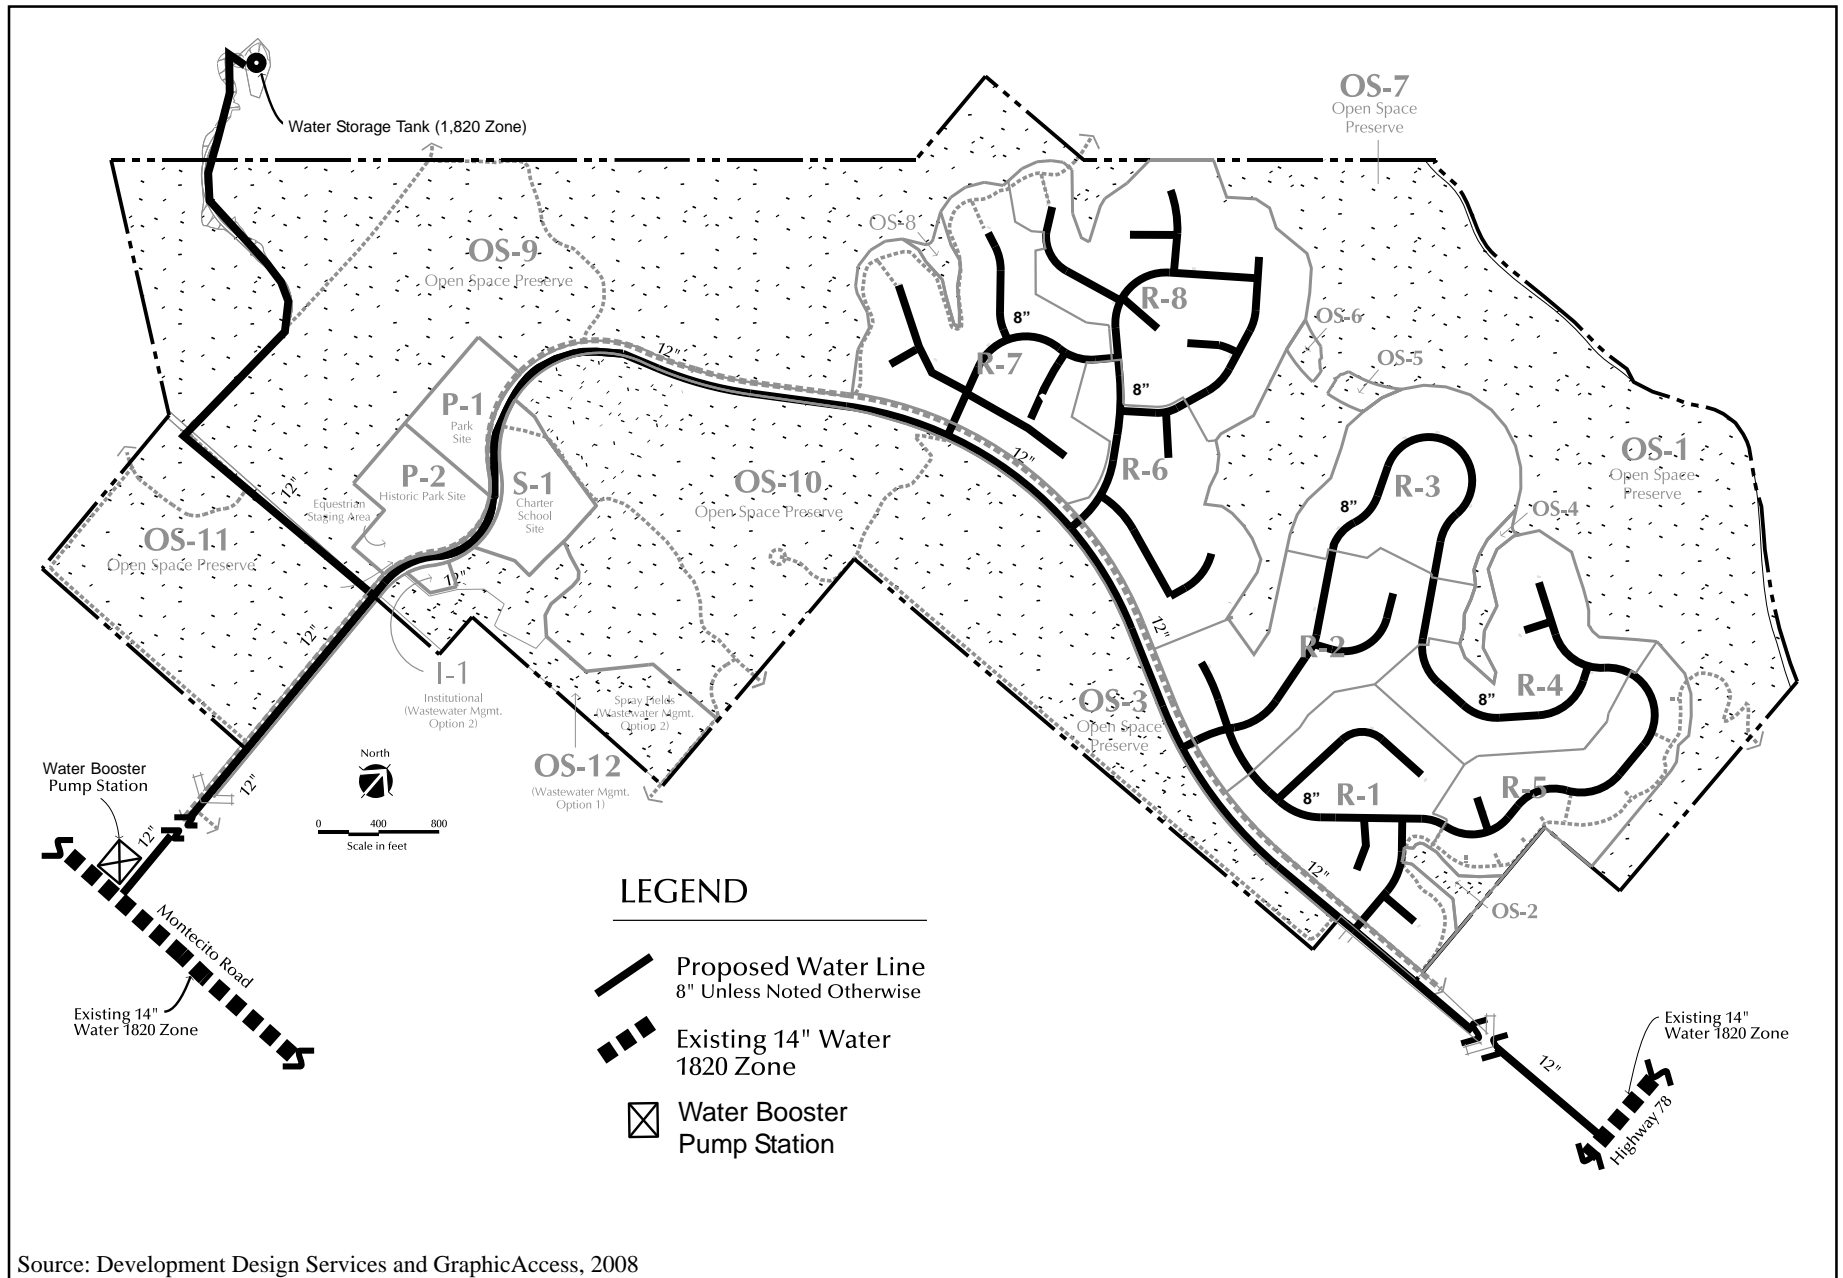 Water Storage Tank (1,820 Zone)
OS-7
Open Space
Preserve
OS-8
OS-9
Open Space Preserve
R-8
OS-6
8"
12"
R-7
OS-5
8"
P-1
Park
Site
12"
R-6
OS-1
Open Space
Preserve
P-2
Historic Park Site
S-1
Charter
School
Site
OS-10
Open Space Preserve
R-3
8"
OS-4
12"
Equestrian
Staging Area
OS-11
Open Space Preserve
12"
12"
12"
R-2
I-1
Institutional
(Wastewater Mgmt.
Option 2)
Spray Fields
(Wastewater Mgmt.
Option 2)
OS-3
Open Space
Preserve
R-4
8"
OS-12
(Wastewater Mgmt.
Option 1)
North
Water Booster
Pump Station
12"
12"
0 400 800
Scale in feet
8"
R-1
R-5
12"
OS-2
Montecito Road
Existing 14"
Water 1820 Zone
LEGEND
Proposed Water Line
8" Unless Noted Otherwise
Existing 14" Water
1820 Zone
Water Booster
Pump Station
Existing 14"
Water 1820 Zone
12"
Highway 78
Source: Development Design Services and GraphicAccess, 2008